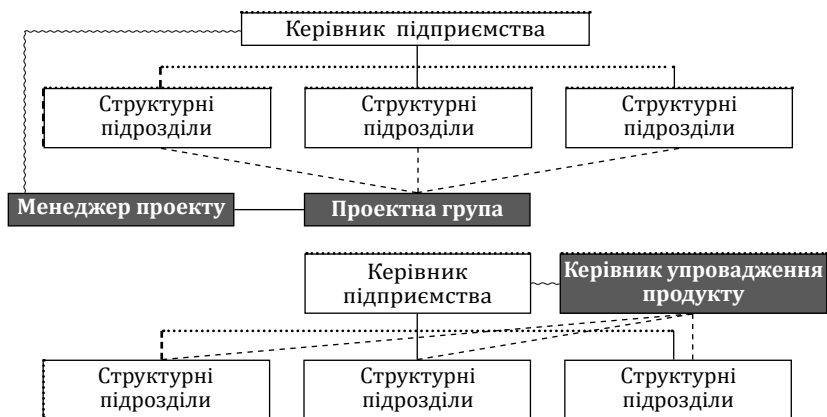 Керівник підприємства
Структурні підрозділи
Структурні підрозділи
Структурні підрозділи
Менеджер проекту
Проектна група
Керівник підприємства
Керівник упровадження продукту
Структурні підрозділи
Структурні підрозділи
Структурні підрозділи